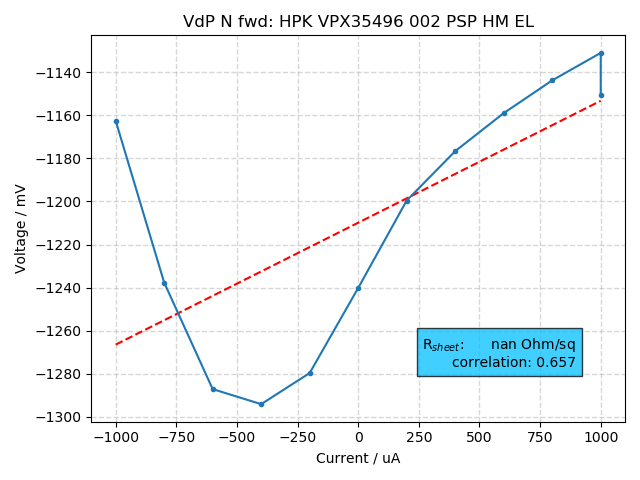 VdP N fwd: HPK VPX35496 002 PSP HM EL
−1140
−1160
−1180
−1200
−1220
−1240
−1260
−1280
−1300
Voltage / mV
R_sheet: nan Ohm/sq
correlation: 0.657
−1000 −750 −500 −250 0 250 500 750 1000
Current / uA